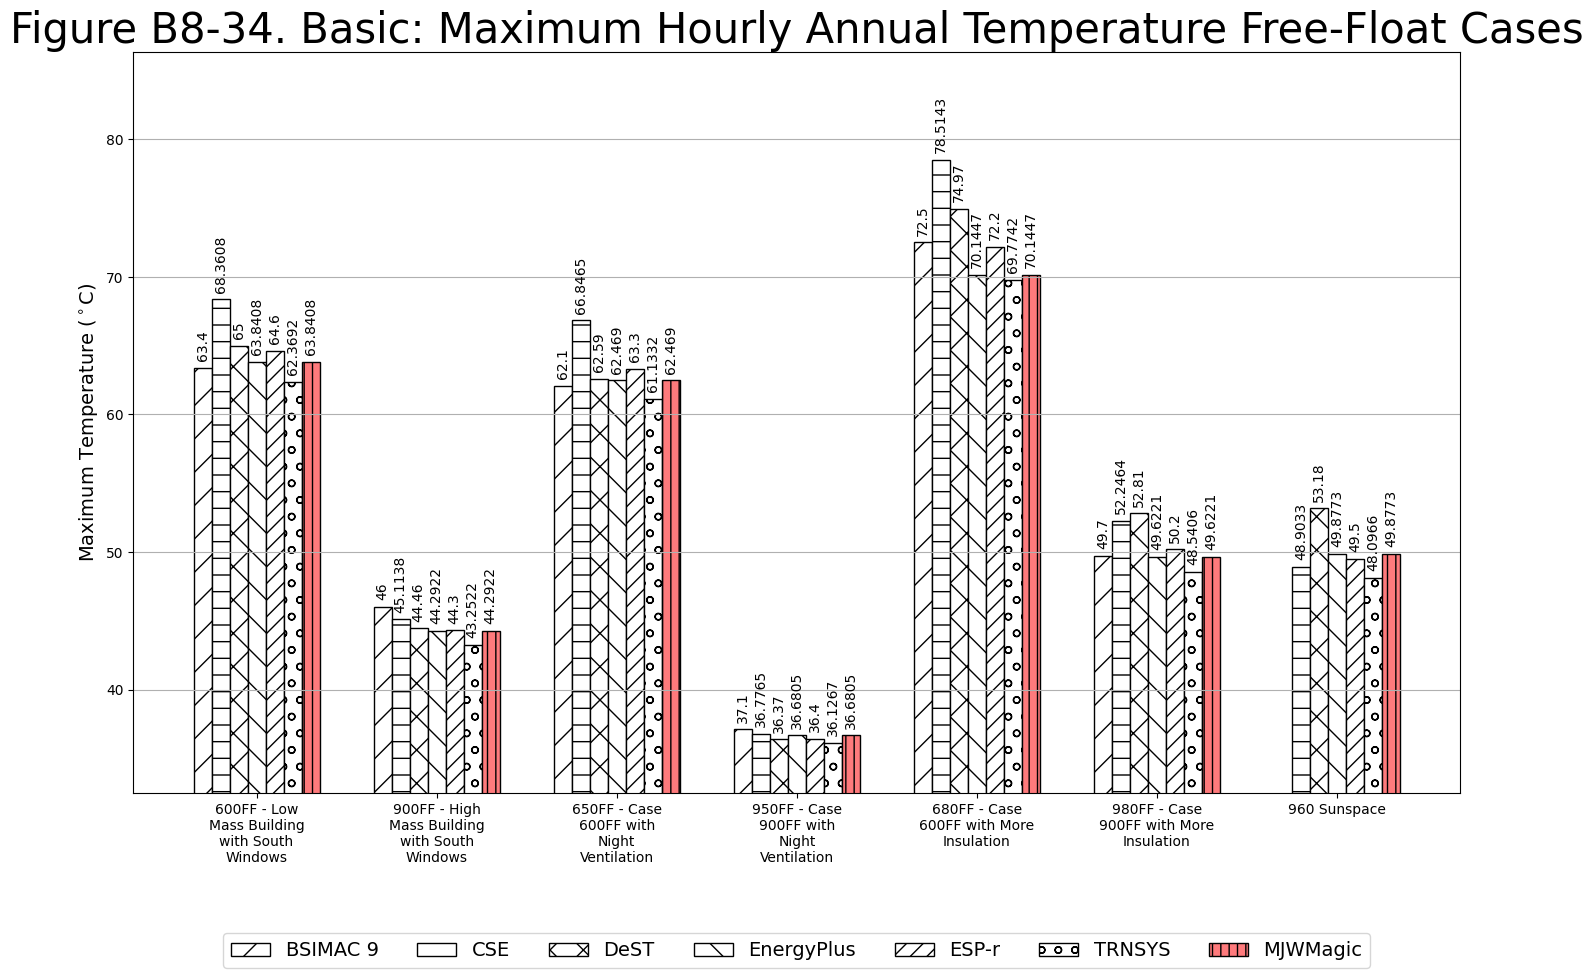 Figure B8-34. Basic: Maximum Hourly Annual Temperature Free-Float Cases
Maximum Temperature (°C)
80
70
60
50
40
63.4
68.3608
65
63.8408
64.6
62.3692
63.8408
46
45.1138
44.46
44.2922
44.3
43.2522
44.2922
62.1
66.8465
62.59
62.469
63.3
61.1332
62.469
37.1
36.7765
36.37
36.6805
36.4
36.1267
36.6805
72.5
78.5143
74.97
70.1447
72.2
69.7742
70.1447
49.7
52.2464
52.81
49.6221
50.2
48.5406
49.6221
48.9033
53.18
49.8773
49.5
48.0966
49.8773
600FF - Low
Mass Building
with South
Windows
900FF - High
Mass Building
with South
Windows
650FF - Case
600FF with
Night
Ventilation
950FF - Case
900FF with
Night
Ventilation
680FF - Case
600FF with More
Insulation
980FF - Case
900FF with More
Insulation
960 Sunspace
BSIMAC 9 CSE DeST EnergyPlus ESP-r TRNSYS MJWMagic